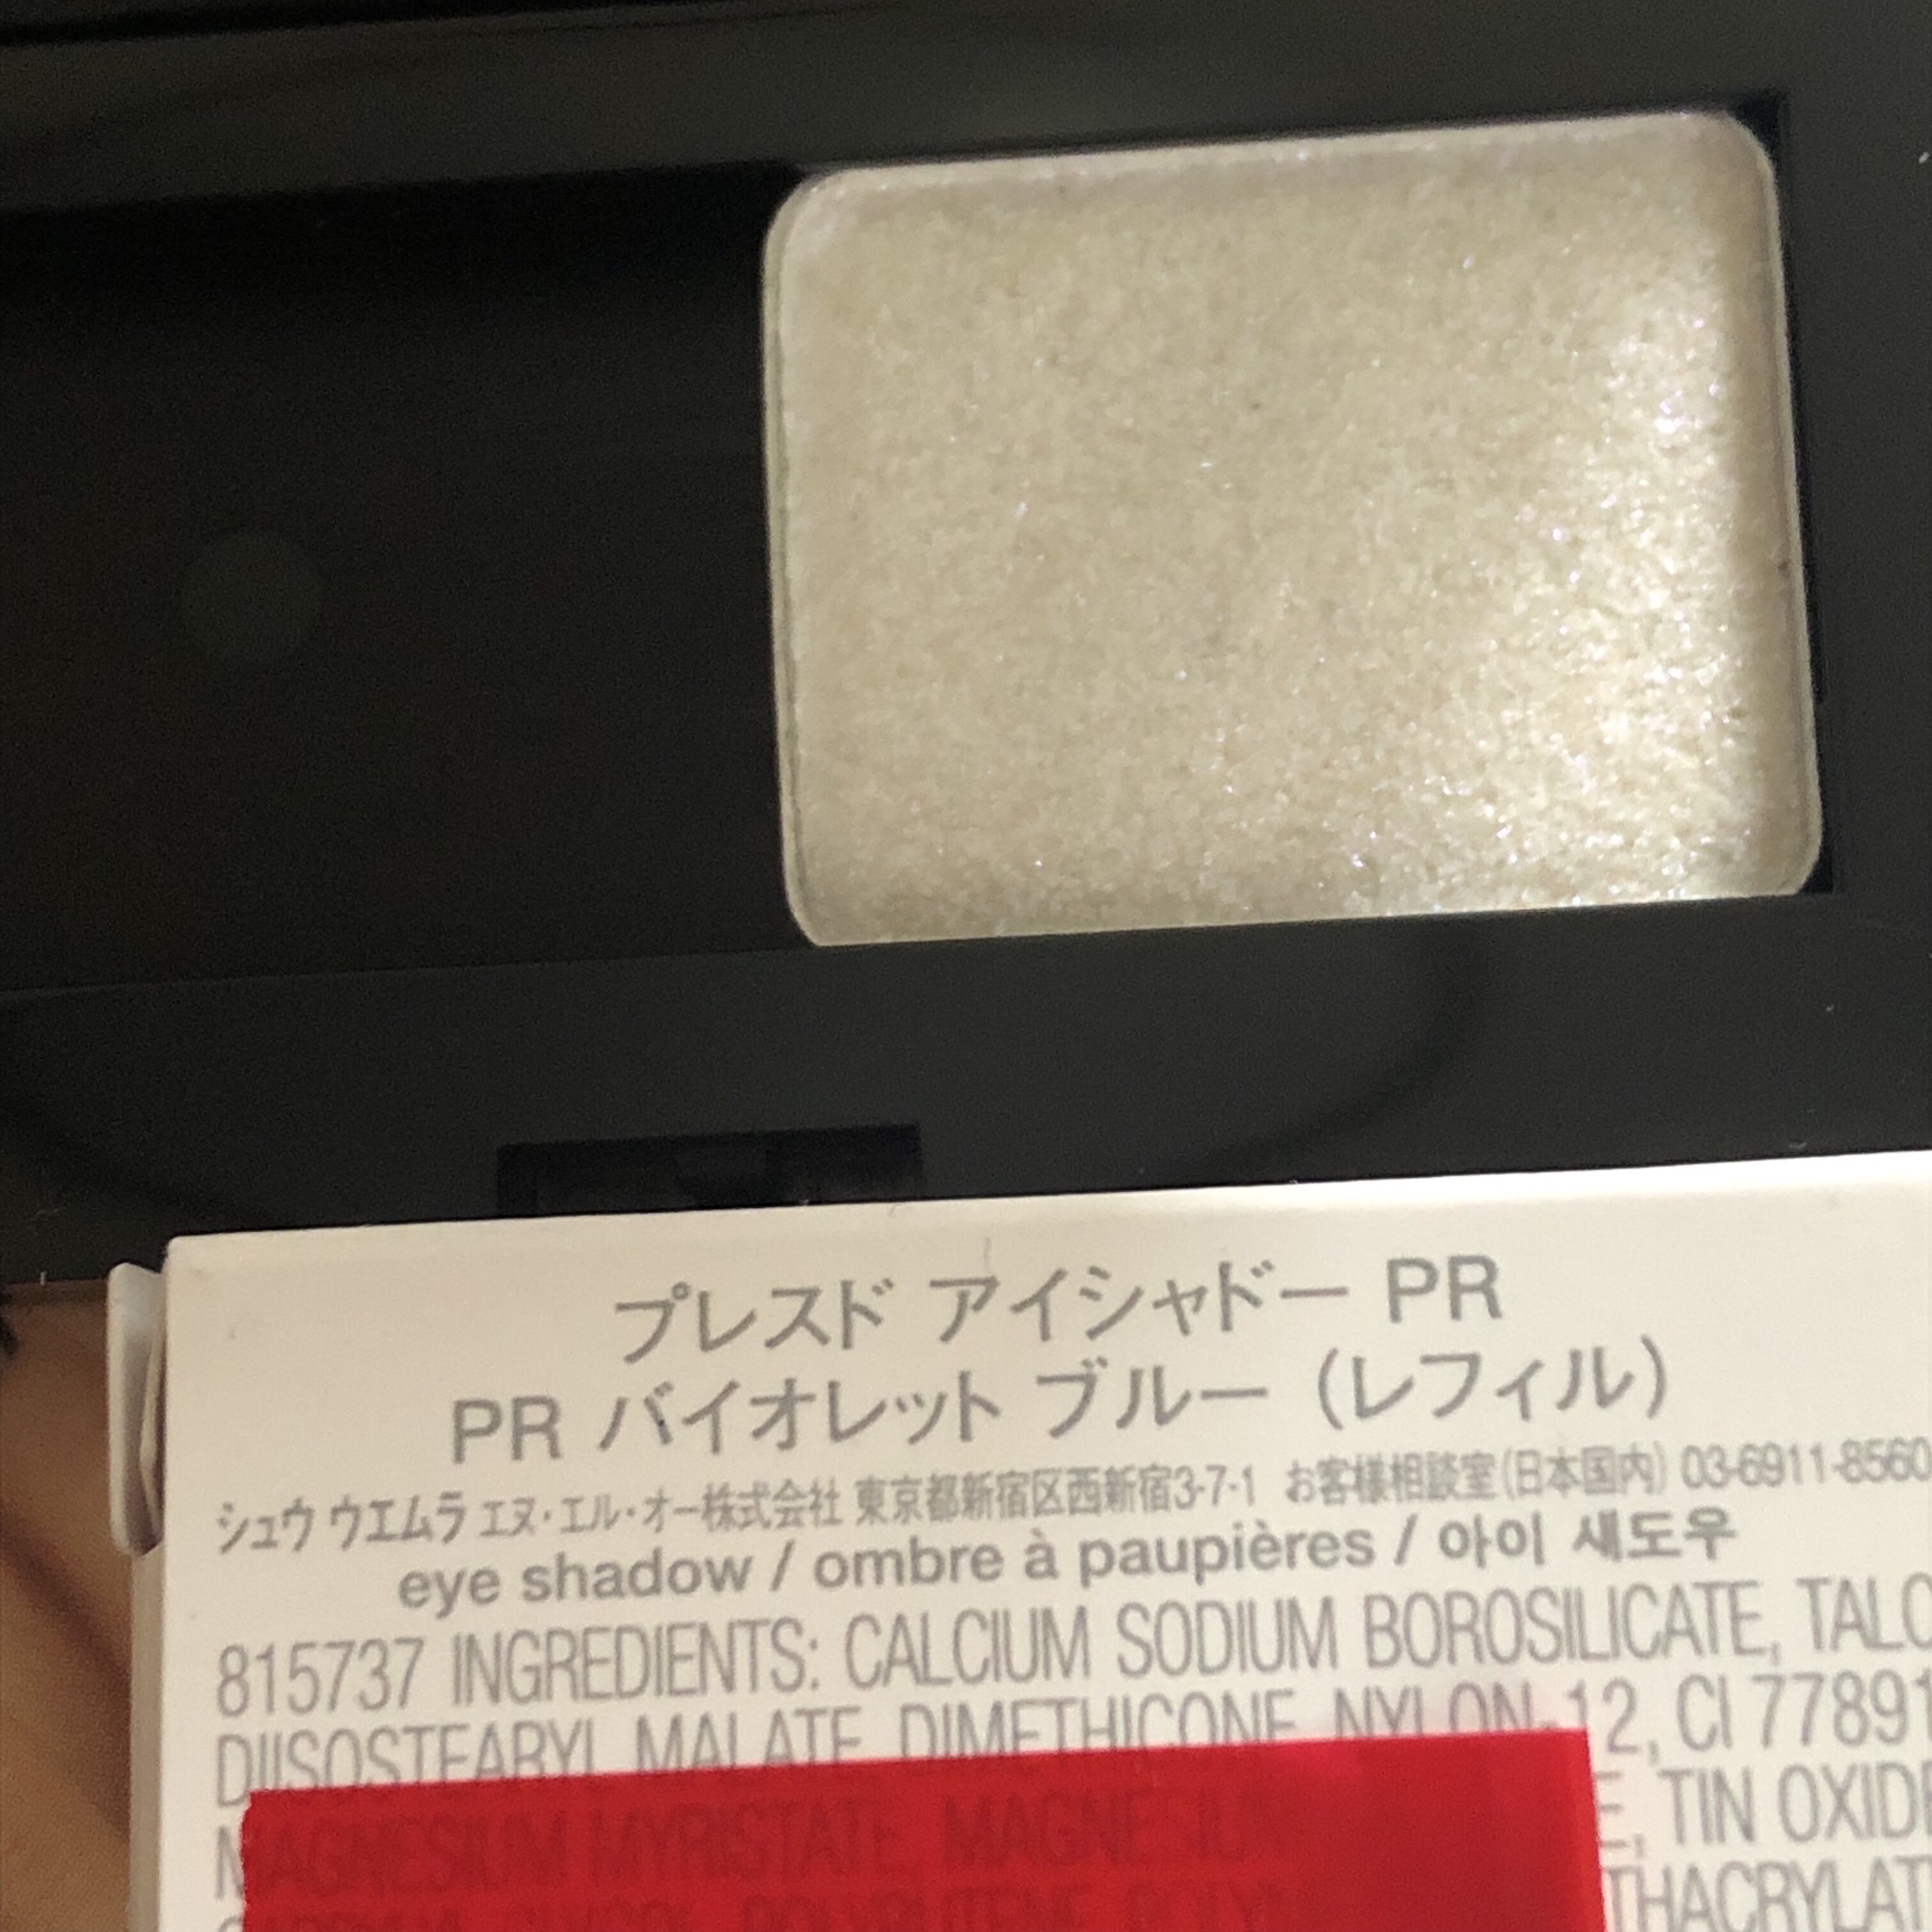 プレスド アイシャドー PR
PR バイオレット ブルー (レフィル)
シュウ ウエムラ エヌ・エル・オー株式会社 東京都新宿区西新宿3-7-1 お客様相談室(日本国内) 03-6911-8560
eye shadow / ombre à paupières / 아이 섀도우
815737 INGREDIENTS: CALCIUM SODIUM BOROSILICATE, TALC
DIISOSTEARYL MALATE, DIMETHICONE, NYLON-12, CI 77891
MAGNESIUM MYRISTATE, MAGNESIUM TIN OXIDE
POLYBUTENE,